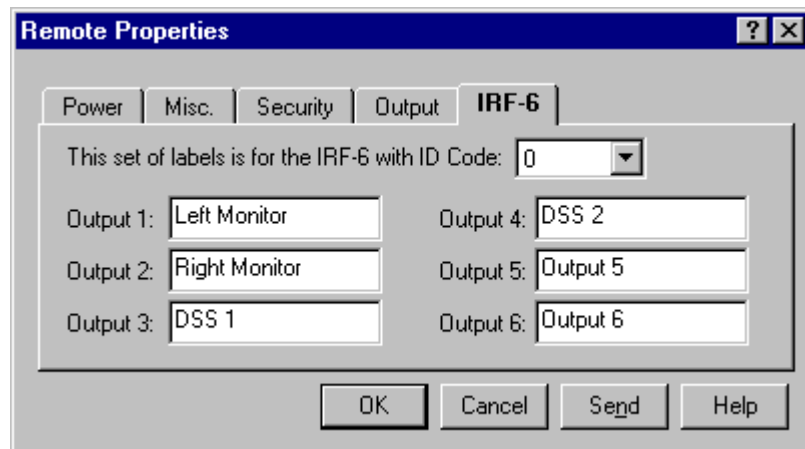 Remote Properties
Power Misc. Security Output IRF-6
This set of labels is for the IRF-6 with ID Code: 0
Output 1: Left Monitor Output 4: DSS 2
Output 2: Right Monitor Output 5: Output 5
Output 3: DSS 1 Output 6: Output 6
OK Cancel Send Help